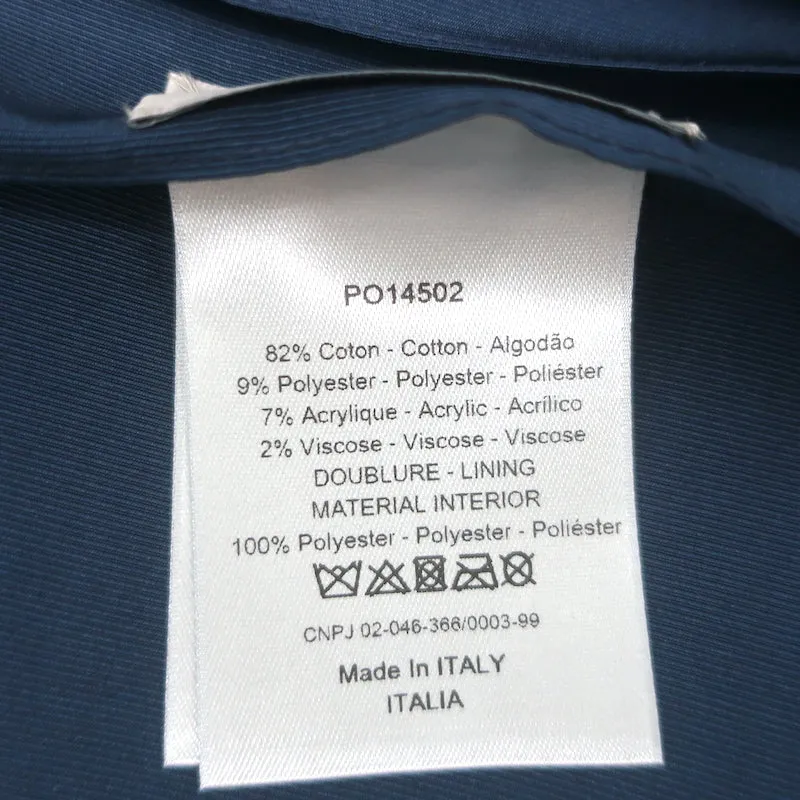 PO14502
82% Coton - Cotton - Algodão
9% Polyester - Polyester - Poliéster
7% Acrylique - Acrylic - Acrílico
2% Viscose - Viscose - Viscose
DOUBLURE - LINING
MATERIAL INTERIOR
100% Polyester - Polyester - Poliéster
CNPJ 02-046-366/0003-99
Made In ITALY
ITALIA